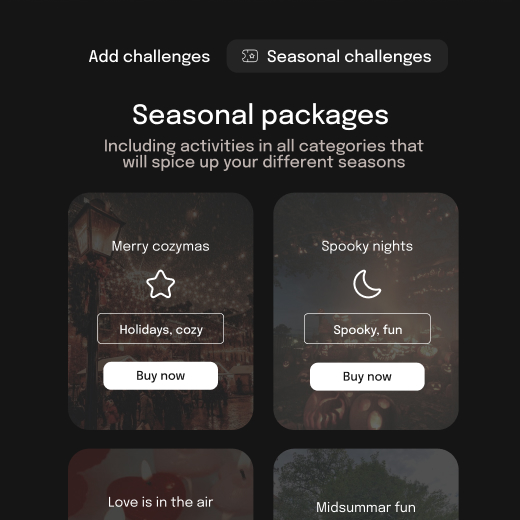 Add challenges
Seasonal challenges
Seasonal packages
Including activities in all categories that
will spice up your different seasons
Merry cozymas
Spooky nights
Holidays, cozy
Spooky, fun
Buy now
Buy now
Love is in the air
Midsummar fun